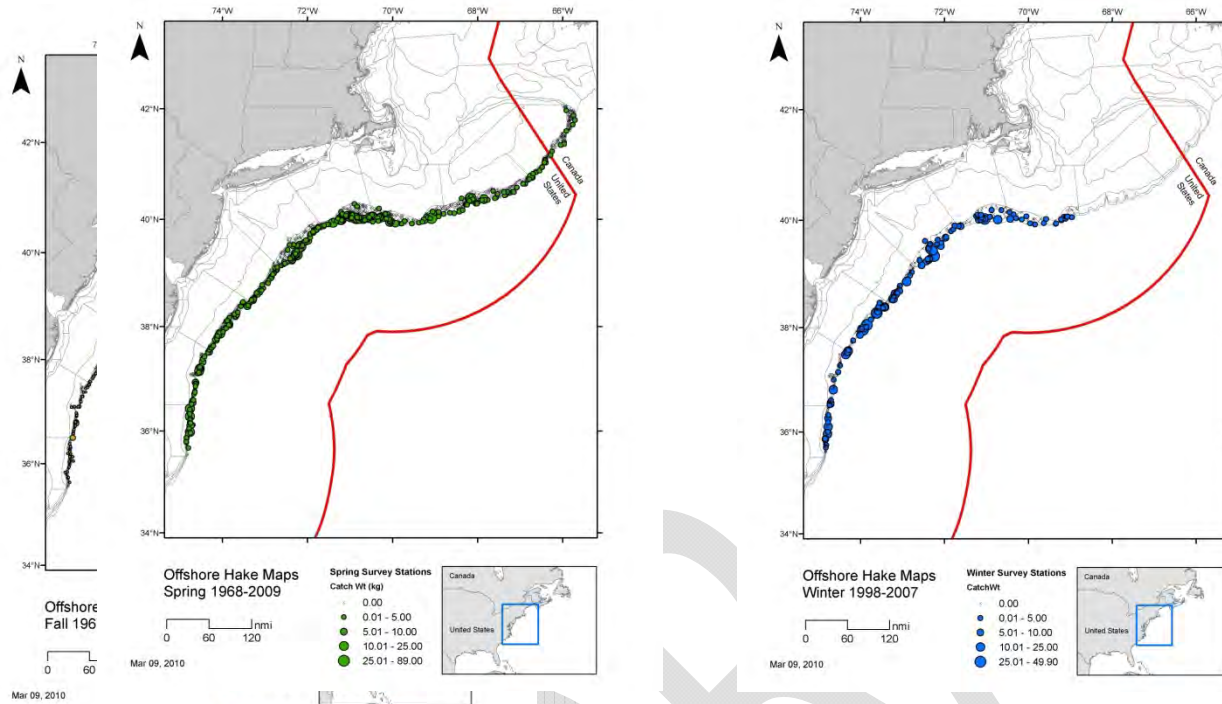 7
N
42°N
40°N
38°N
36°N
34°N
Offshore
Fall 196
0 60
Mar 09, 2010
74°W 72°W 70°W 68°W 66°W
N
42°N
40°N
38°N
36°N
34°N
Canada
United
States
Offshore Hake Maps
Spring 1968-2009
0 60 120 nmi
Mar 09, 2010
Spring Survey Stations
Catch Wt (kg)
0.00
0.01 - 5.00
5.01 - 10.00
10.01 - 25.00
25.01 - 89.00
Canada
United States
74°W 72°W 70°W 68°W 66°W
N
42°N
40°N
38°N
36°N
34°N
Canada
United
States
Offshore Hake Maps
Winter 1998-2007
0 60 120 nmi
Mar 09, 2010
Winter Survey Stations
CatchWt
0.00
0.01 - 5.00
5.01 - 10.00
10.01 - 25.00
25.01 - 49.90
Canada
United States